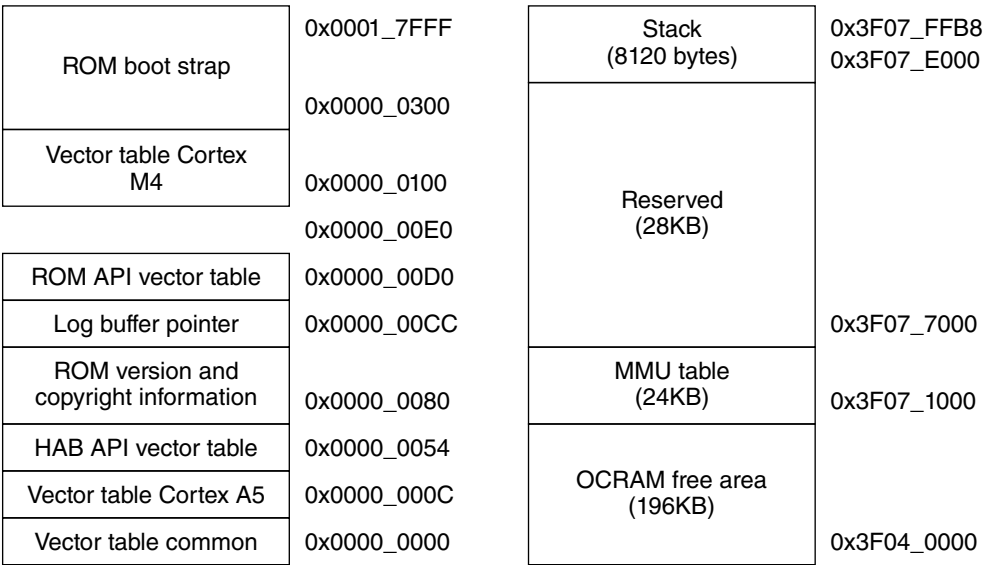 ROM boot strap
0x0001_7FFF
0x0000_0300
Vector table Cortex
M4
0x0000_0100
0x0000_00E0
ROM API vector table
0x0000_00D0
Log buffer pointer
0x0000_00CC
ROM version and
copyright information
0x0000_0080
HAB API vector table
0x0000_0054
Vector table Cortex A5
0x0000_000C
Vector table common
0x0000_0000
Stack
(8120 bytes)
0x3F07_FFB8
0x3F07_E000
Reserved
(28KB)
0x3F07_7000
MMU table
(24KB)
0x3F07_1000
OCRAM free area
(196KB)
0x3F04_0000